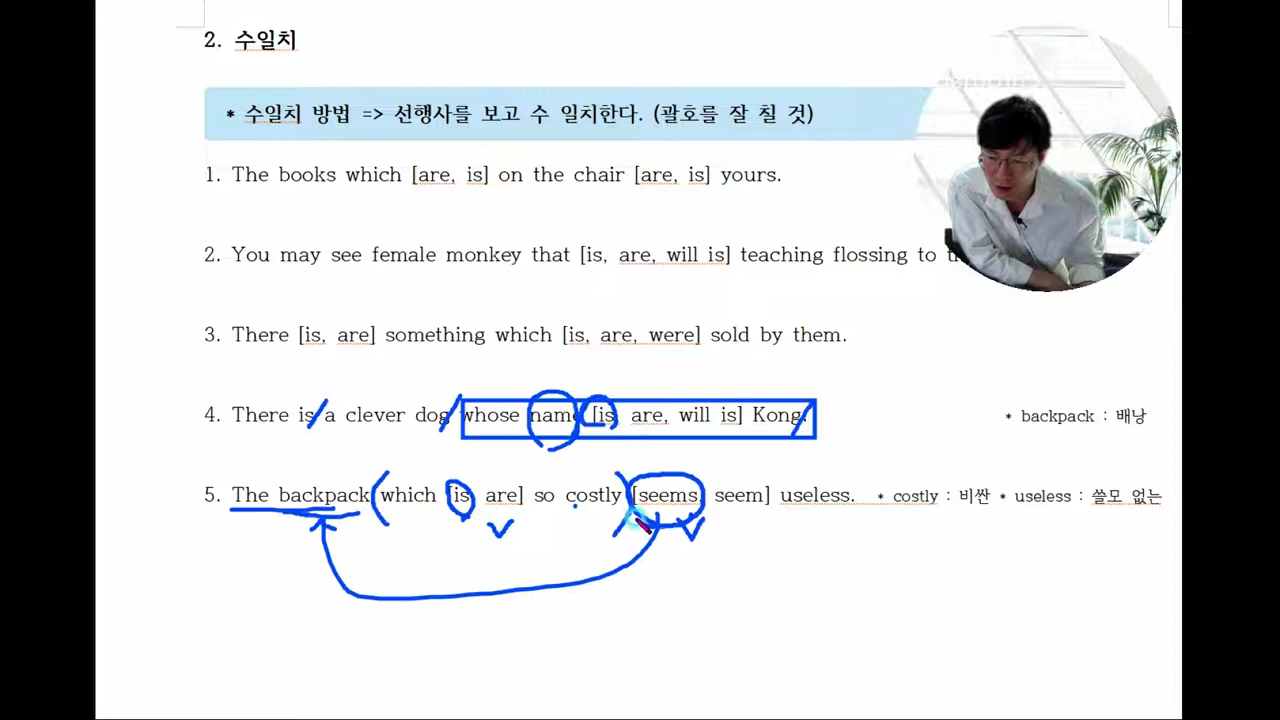 2. 수일치
* 수일치 방법 => 선행사를 보고 수 일치한다. (괄호를 잘 칠 것)
1. The books which [are, is] on the chair [are, is] yours.
2. You may see female monkey that [is, are, will is] teaching flossing to
3. There [is, are] something which [is, are, were] sold by them.
4. There is a clever dog whose name [is, are, will is] Kong. * backpack : 배낭
5. The backpack which [is, are] so costly [seems, seem] useless. * costly : 비싼 * useless : 쓸모 없는